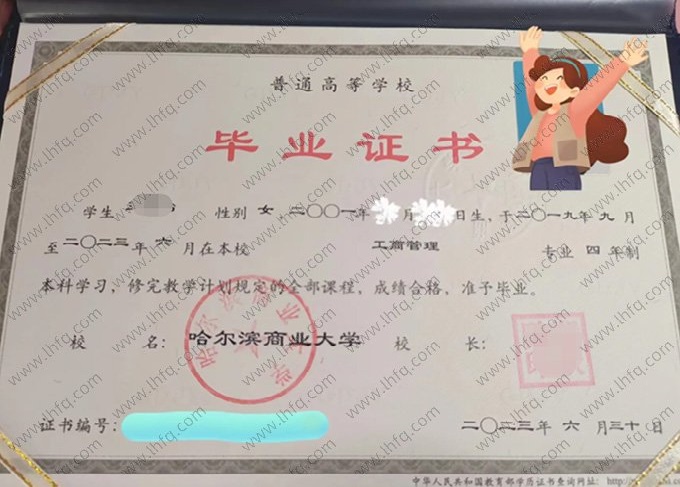 普通高等学校
毕业证书
学生 性别 女 二〇〇一年 月 日生，于二〇一九年 九 月
至二〇二三年 六 月在本校 工商管理 专业 四 年制
本科学习，修完教学计划规定的全部课程，成绩合格，准予毕业。
校 名：哈尔滨商业大学 校 长：
证书编号： 二〇二三年 六 月三十日
中华人民共和国教育部学历证书查询网址：
www.lhfq.com